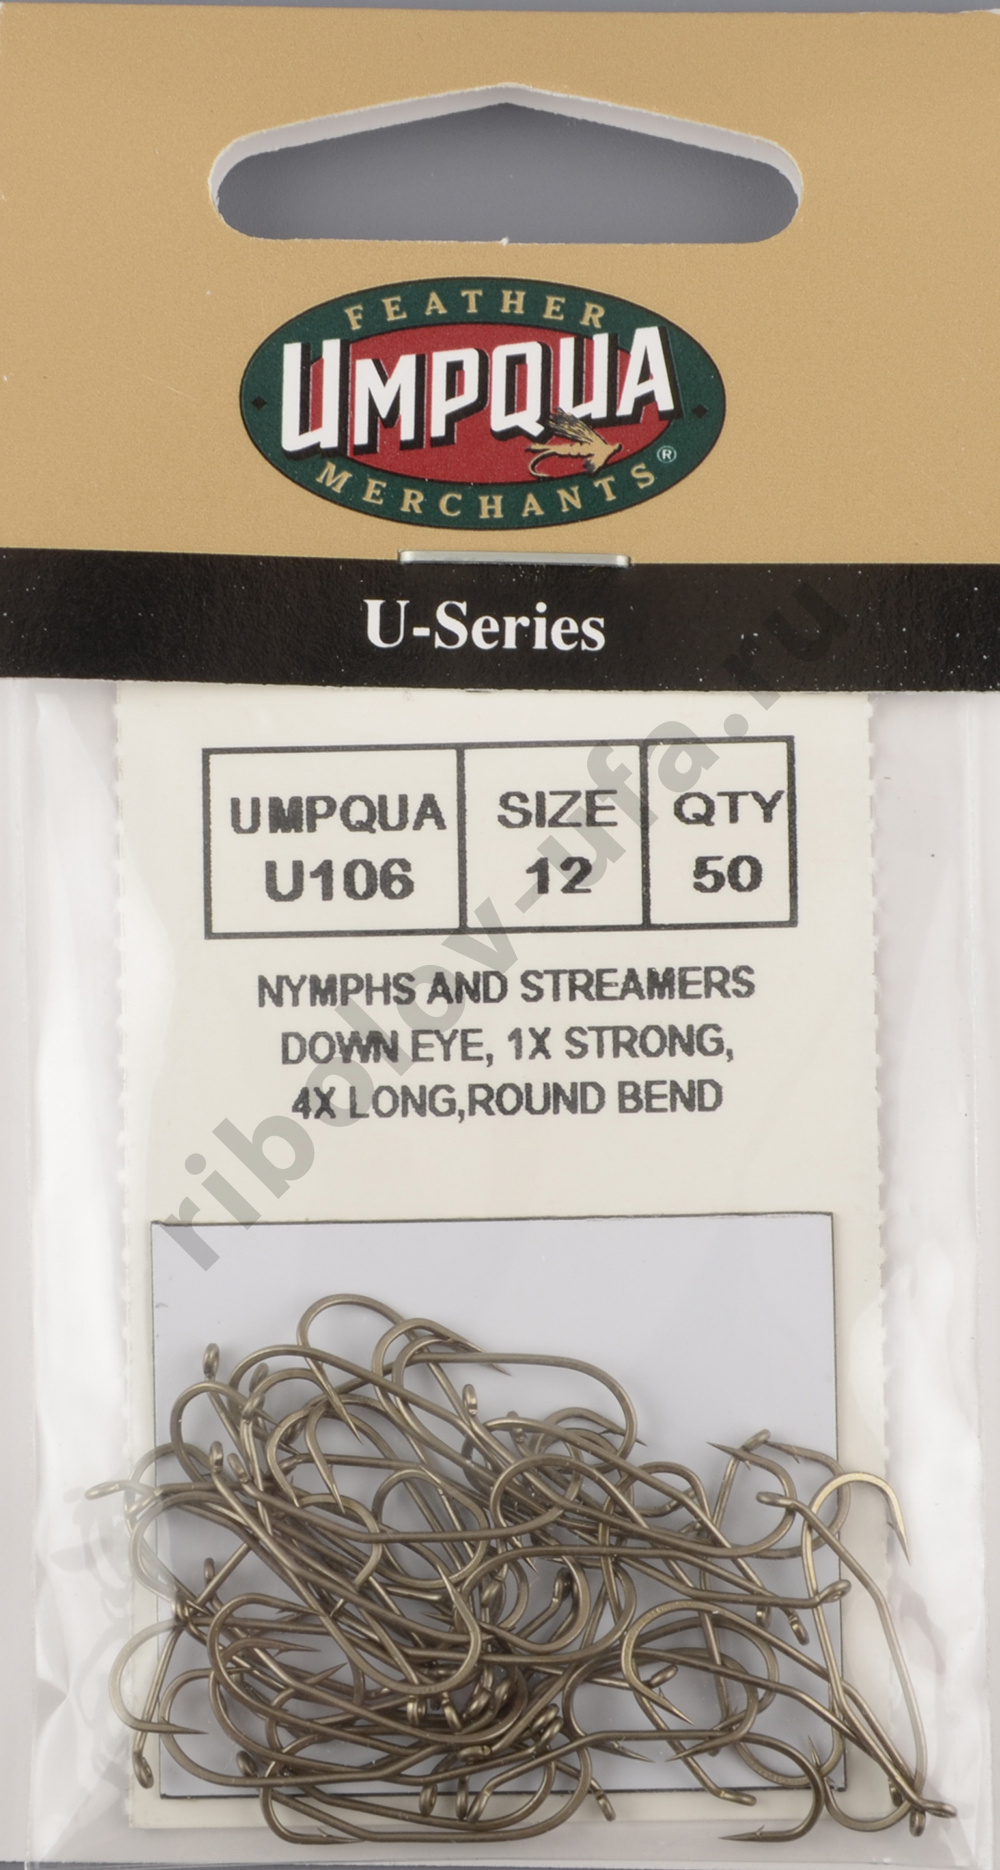 FEATHER
UMPQUA
MERCHANTS®
U-Series
UMPQUA SIZE QTY
U106 12 50
NYMPHS AND STREAMERS
DOWN EYE, 1X STRONG,
4X LONG,ROUND BEND
ribolov-ufa.ru